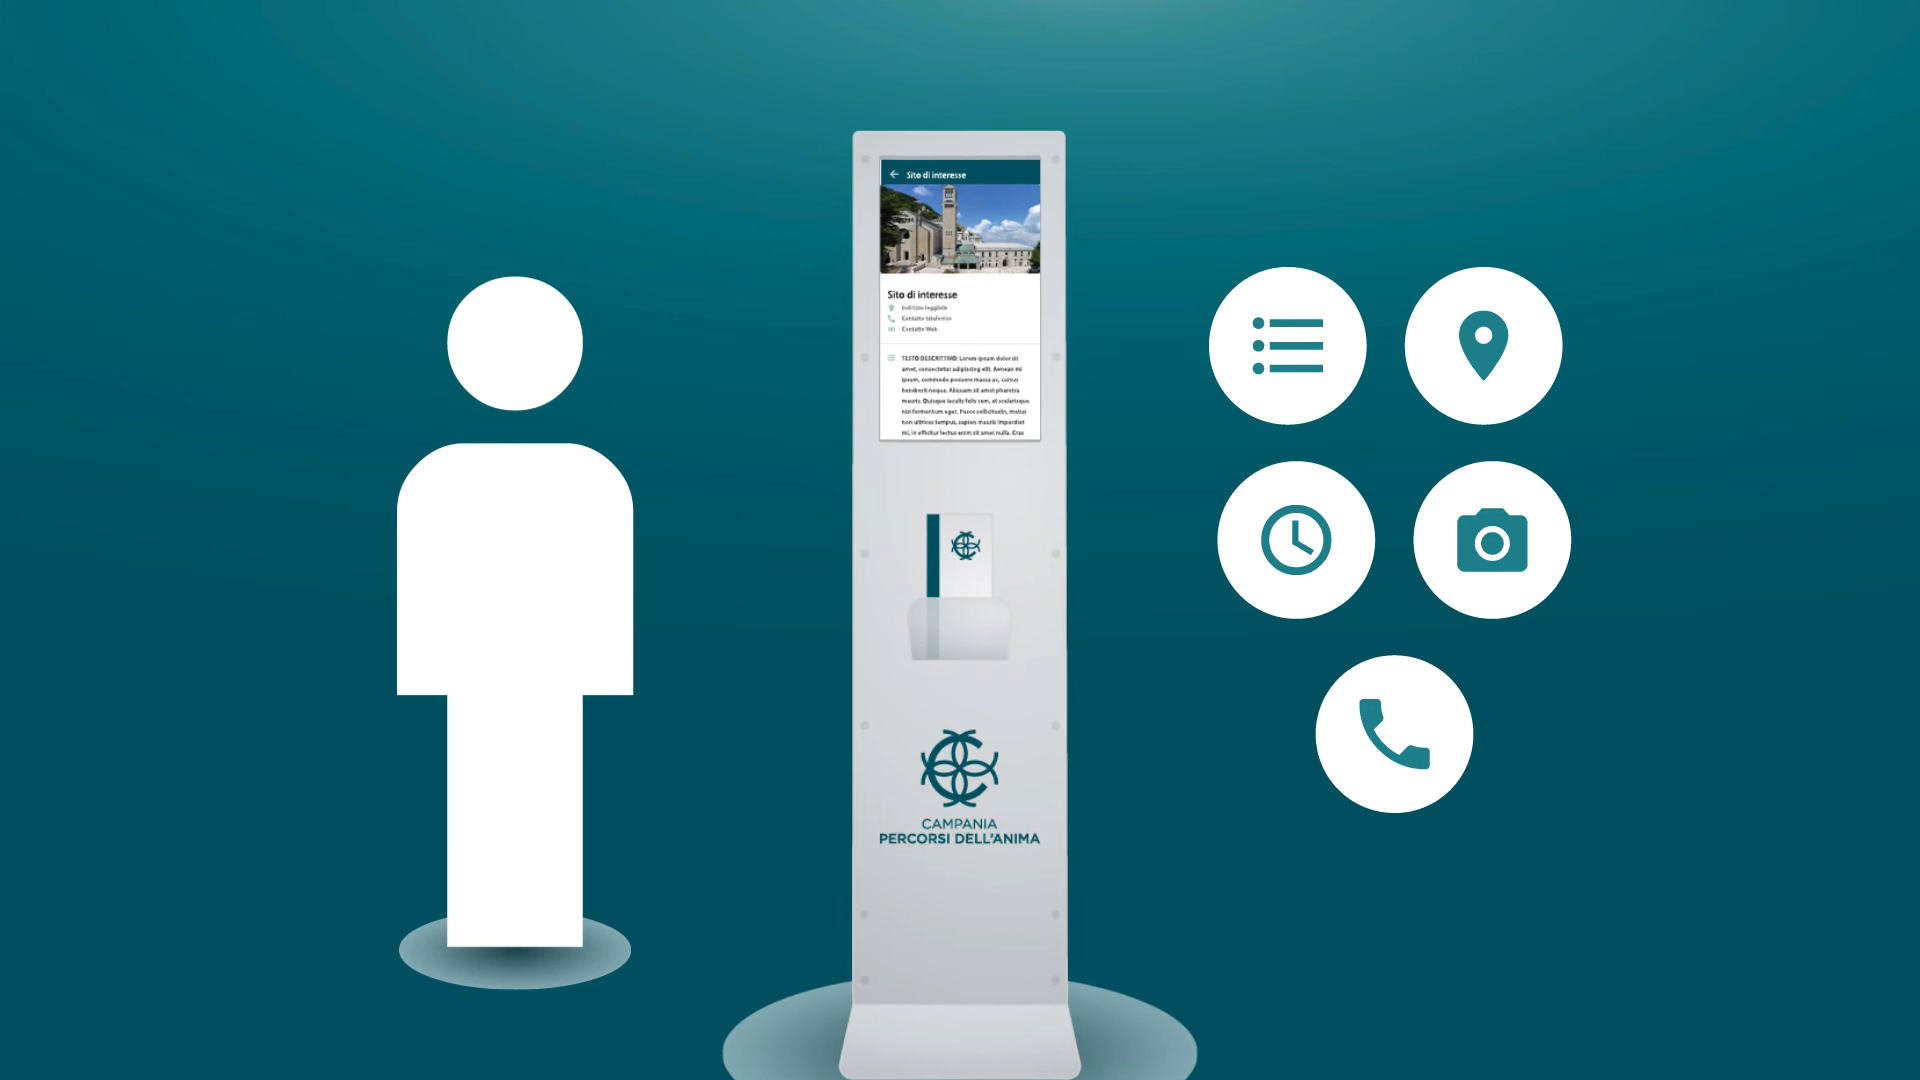 Sito di interesse
Sito di interesse
Indirizzo leggibile
Contatto telefonico
Contatto Web
TESTO DESCRITTIVO: Lorem ipsum dolor sit
amet, consectetur adipiscing elit. Aenean mi
ipsum, commodo posuere massa ac, cursus
hendrerit neque. Aliquam sit amet pharetra
mauris. Quisque iaculis felis sem, et scelerisque
nisi fermentum eget. Fusce sollicitudin, metus
non ultrices tempus, sapien mauris imperdiet
mi, in efficitur lectus enim sit amet nulla. Cras
CAMPANIA
PERCORSI DELL'ANIMA